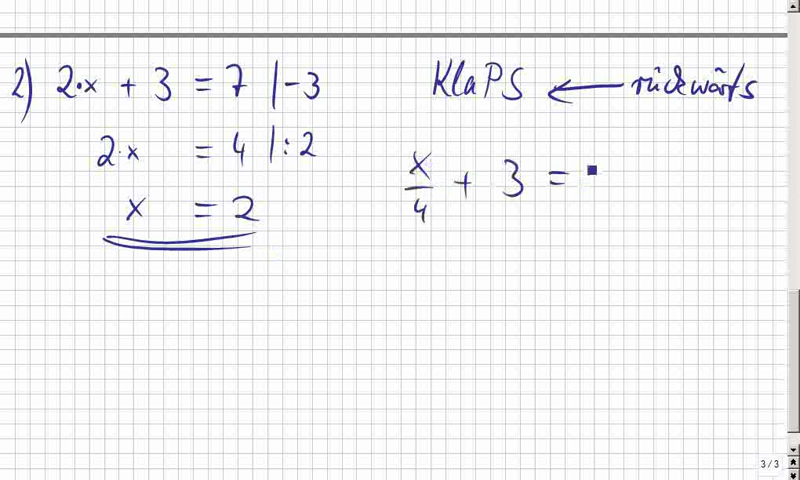 2) 2·x + 3 = 7 |-3
2·x = 4 |:2
x = 2
KlaPS ← rückwärts
x/4 + 3 =
3/3